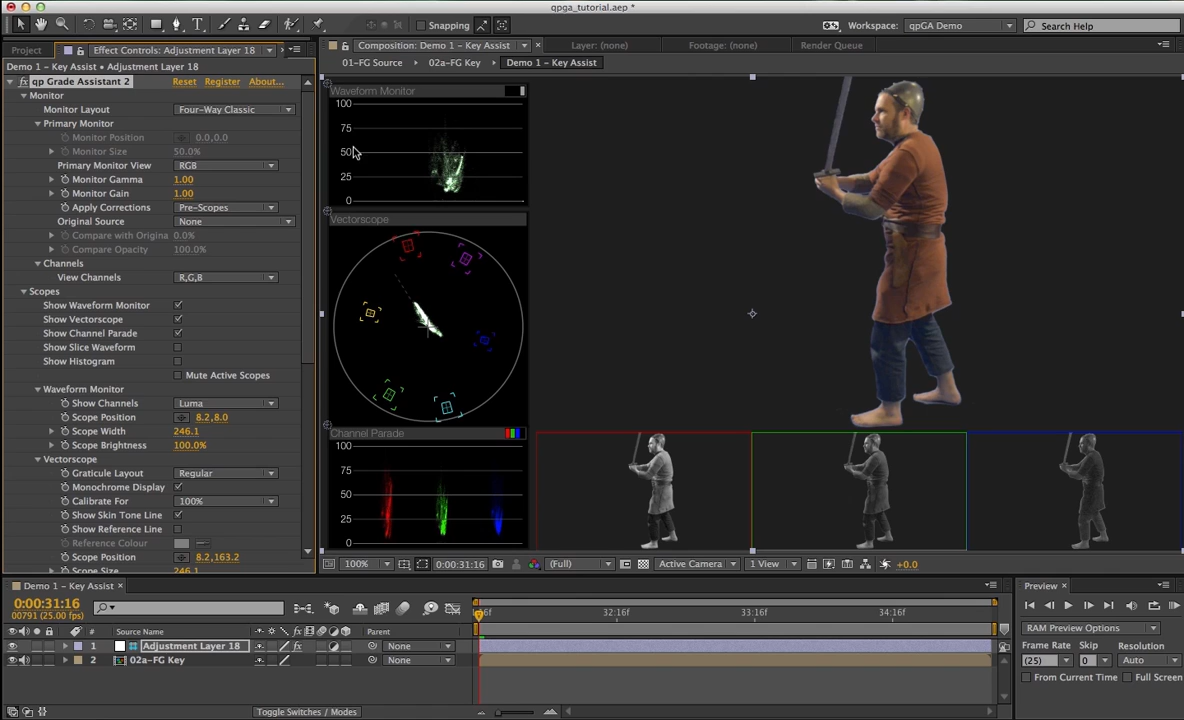 qpga_tutorial.aep *
Snapping
Workspace: qpGA Demo
Search Help
Project
Effect Controls: Adjustment Layer 18
Composition: Demo 1 – Key Assist
Layer: (none)
Footage: (none)
Render Queue
Demo 1 – Key Assist • Adjustment Layer 18
01-FG Source
02a-FG Key
Demo 1 – Key Assist
fx qp Grade Assistant 2
Reset
Register
About...
Monitor
Monitor Layout
Four-Way Classic
Primary Monitor
Monitor Position
0.0,0.0
Monitor Size
50.0%
Primary Monitor View
RGB
Monitor Gamma
1.00
Monitor Gain
1.00
Apply Corrections
Pre-Scopes
Original Source
None
Compare with Origina
0.0%
Compare Opacity
100.0%
Channels
View Channels
R,G,B
Scopes
Show Waveform Monitor
Show Vectorscope
Show Channel Parade
Show Slice Waveform
Show Histogram
Mute Active Scopes
Waveform Monitor
Show Channels
Luma
Scope Position
8.2,8.0
Scope Width
246.1
Scope Brightness
100.0%
Vectorscope
Graticule Layout
Regular
Monochrome Display
Calibrate For
100%
Show Skin Tone Line
Show Reference Line
Reference Colour
Scope Position
8.2,163.2
Scope Size
246.1
Waveform Monitor
100
75
50
25
0
Vectorscope
Channel Parade
100
75
50
25
0
100%
0:00:31:16
(Full)
Active Camera
1 View
+0.0
Demo 1 – Key Assist
0:00:31:16
00791 (25.00 fps)
32:16f
33:16f
34:16f
#
Source Name
fx
Parent
1
Adjustment Layer 18
fx
None
2
02a-FG Key
None
Toggle Switches / Modes
Preview
RAM Preview Options
Frame Rate
Skip
Resolution
(25)
0
Auto
From Current Time
Full Screen